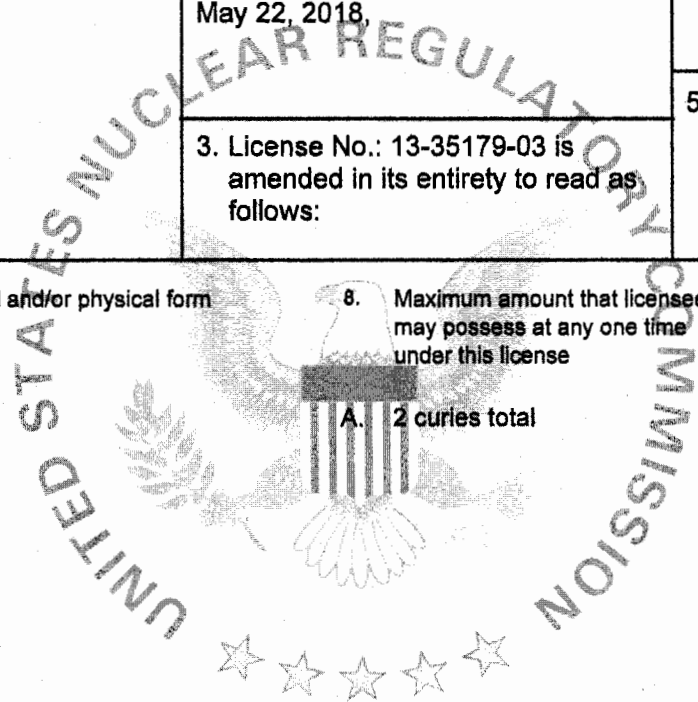 May 22, 2018,
5
3. License No.: 13-35179-03 is
amended in its entirety to read as
follows:
and/or physical form
8. Maximum amount that licensee
may possess at any one time
under this license
A. 2 curies total
UNITED STATES NUCLEAR REGULATORY COMMISSION